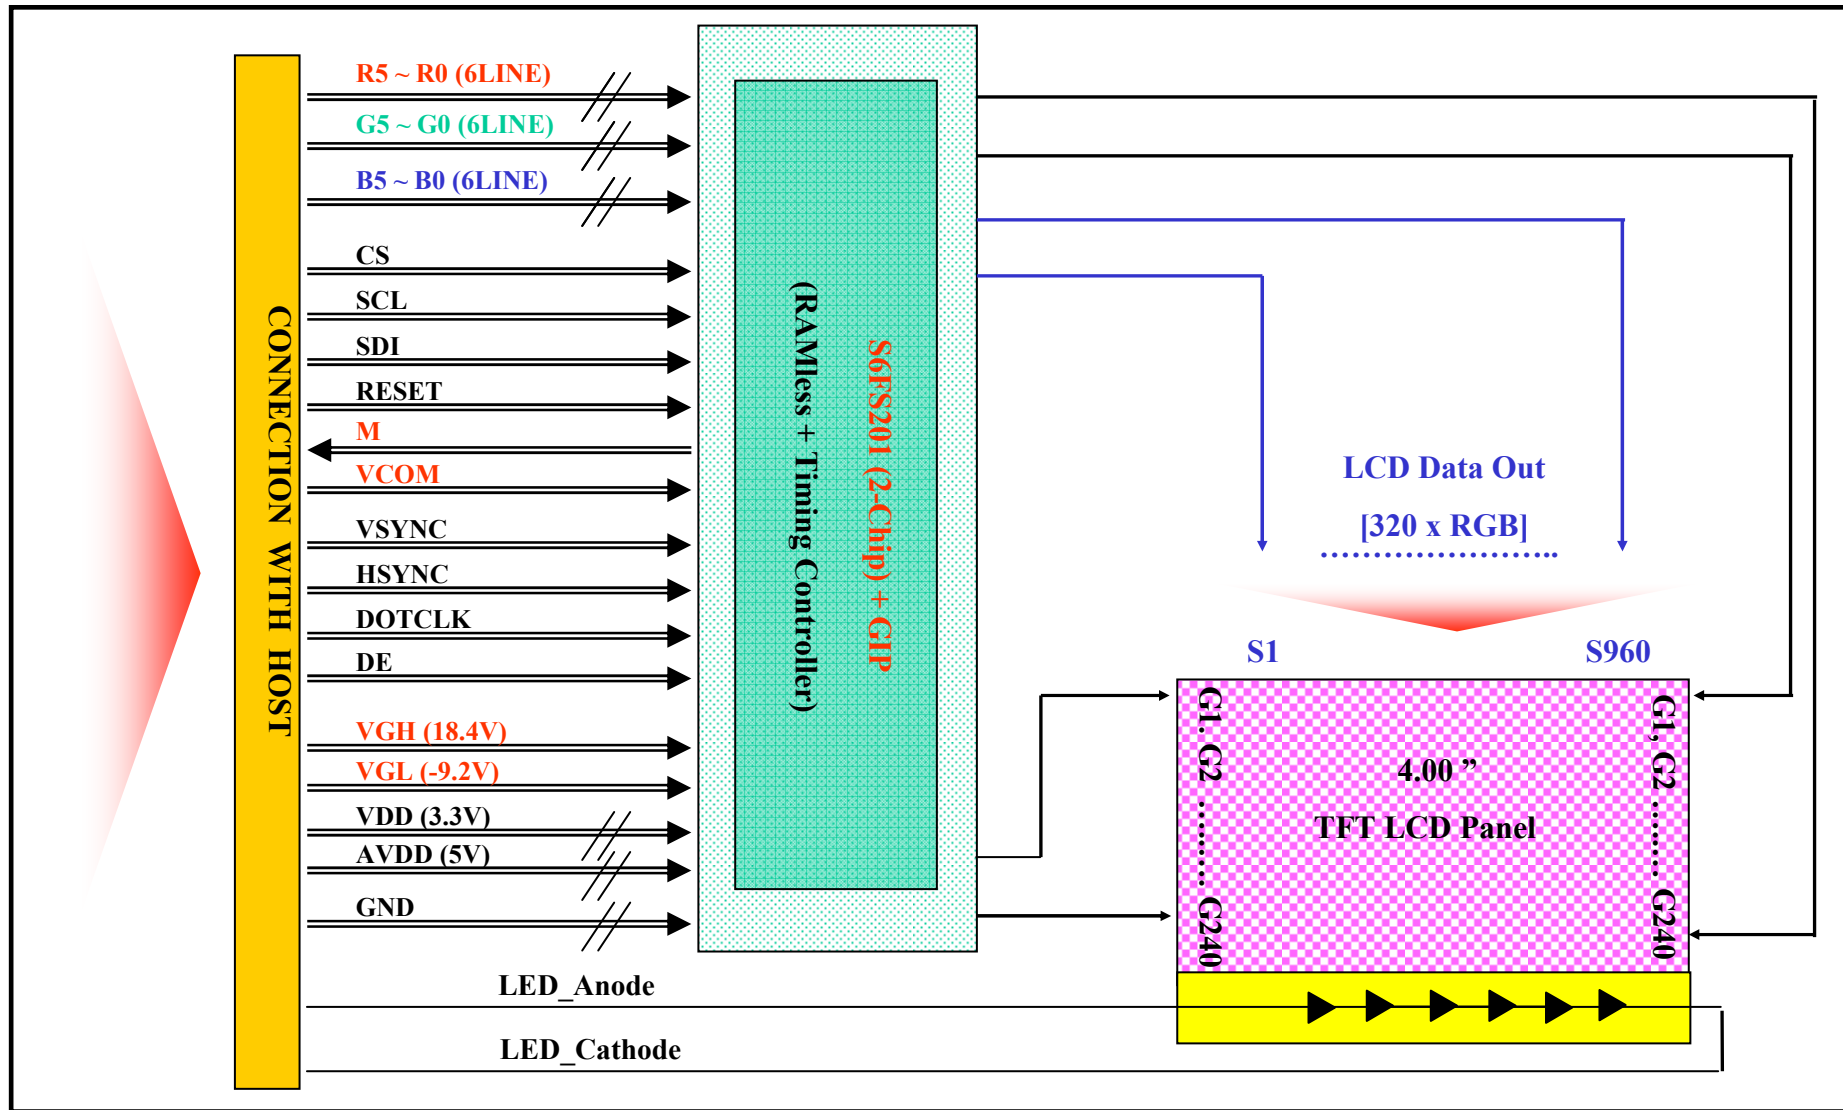 R5 ~ R0 (6LINE)
G5 ~ G0 (6LINE)
B5 ~ B0 (6LINE)
CS
SCL
SDI
RESET
M
VCOM
VSYNC
HSYNC
DOTCLK
DE
VGH (18.4V)
VGL (-9.2V)
VDD (3.3V)
AVDD (5V)
GND
LED_Anode
LED_Cathode
CONNECTION WITH HOST
S6FS201 (2-Chip) + GIP
(RAMless + Timing Controller)
LCD Data Out
[320 x RGB]
........................
S1
S960
G1. G2 ......... G240
4.00 ”
TFT LCD Panel
G1, G2 ......... G240